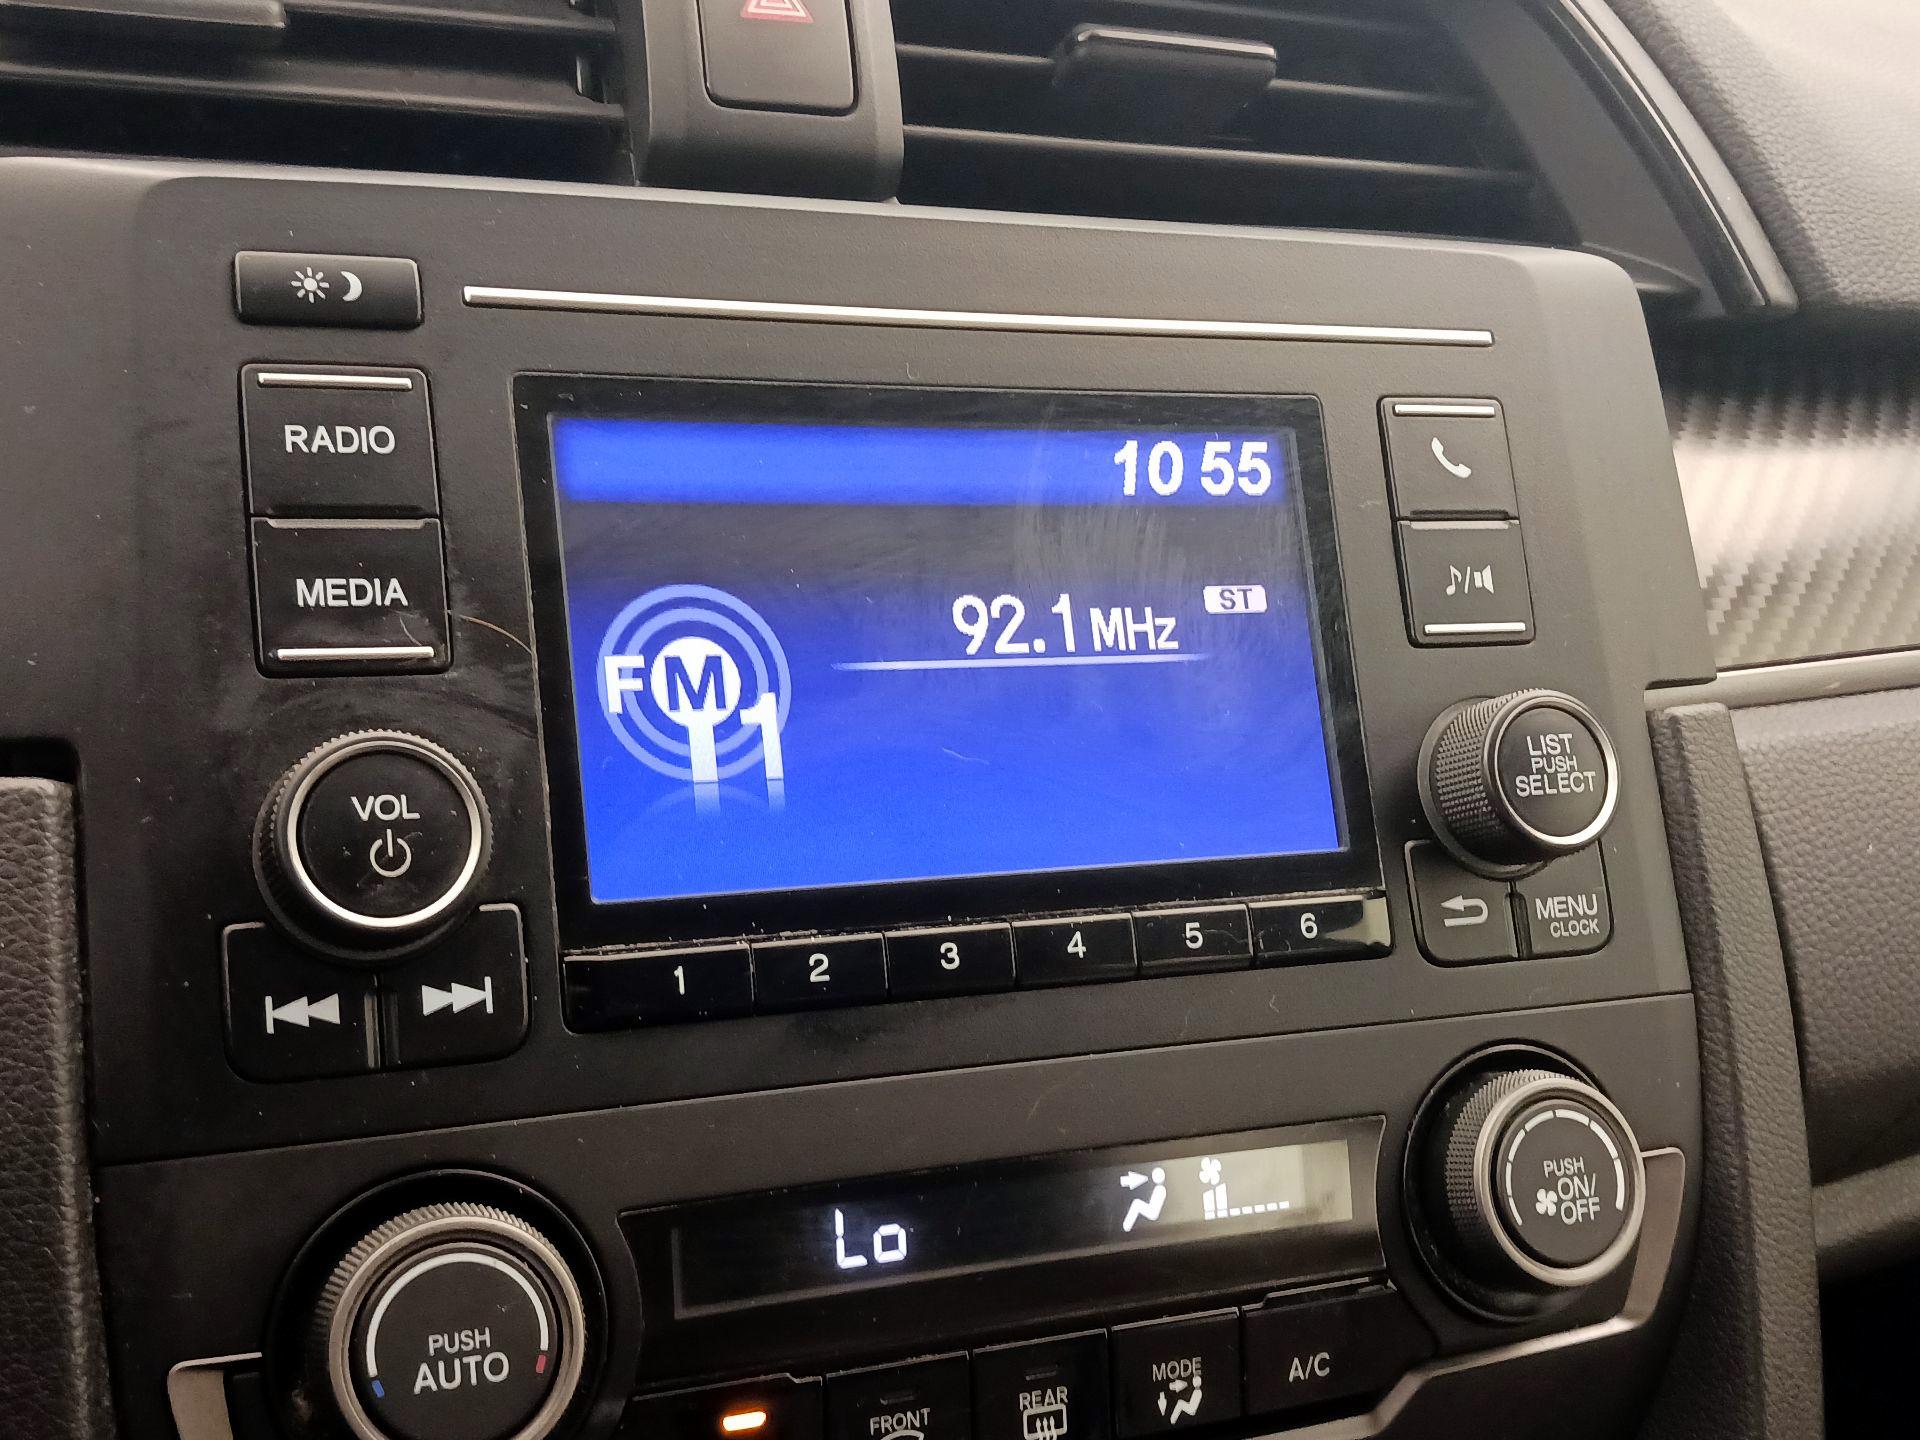 10 55
RADIO
MEDIA
92.1 MHz ST
FM 1
VOL
LIST
PUSH
SELECT
MENU
CLOCK
1 2 3 4 5 6
Lo
PUSH
ON/
OFF
PUSH
AUTO
FRONT
REAR
MODE
A/C